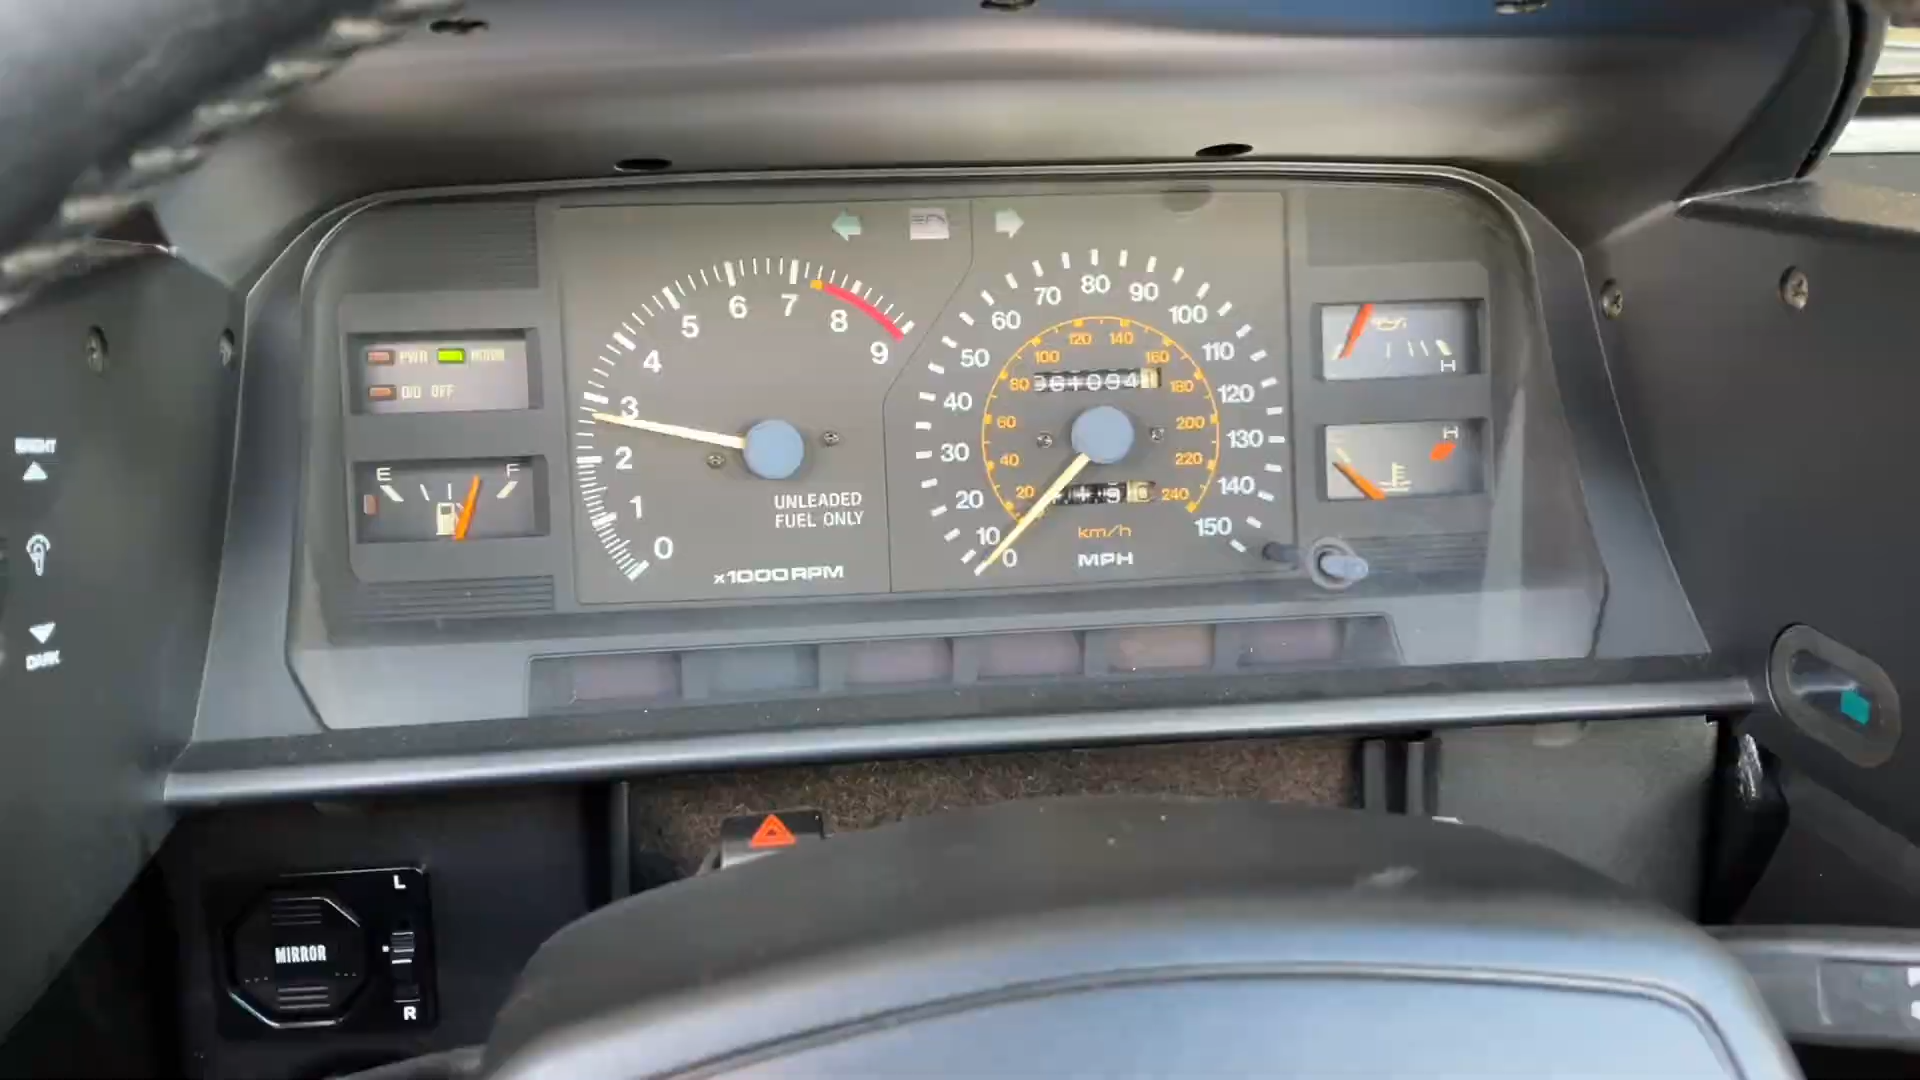 60 70 80 90 100
6 7
5 8
4 9
50 110
120 140
100 160
PWR
O/D OFF
3
40 80 180 120
60 200
H
30 130
2
40 220
H
E F
20 20 240 140
1
UNLEADED
FUEL ONLY
10 150
0
km/h
0
x1000RPM
MPH
DARK
L
MIRROR
R